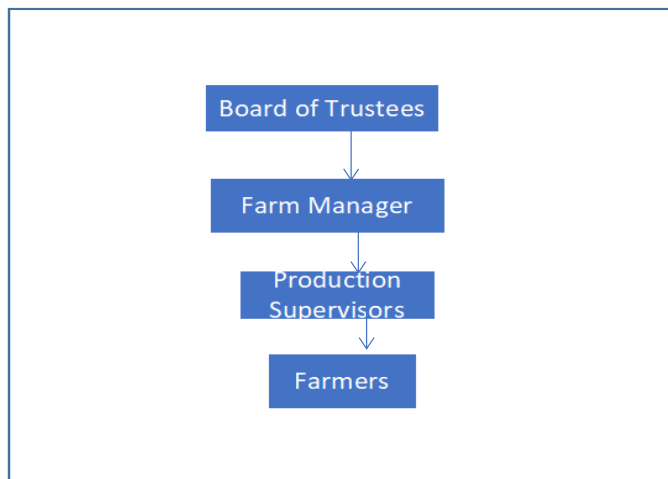 Board of Trustees
Farm Manager
Production
Supervisors
Farmers